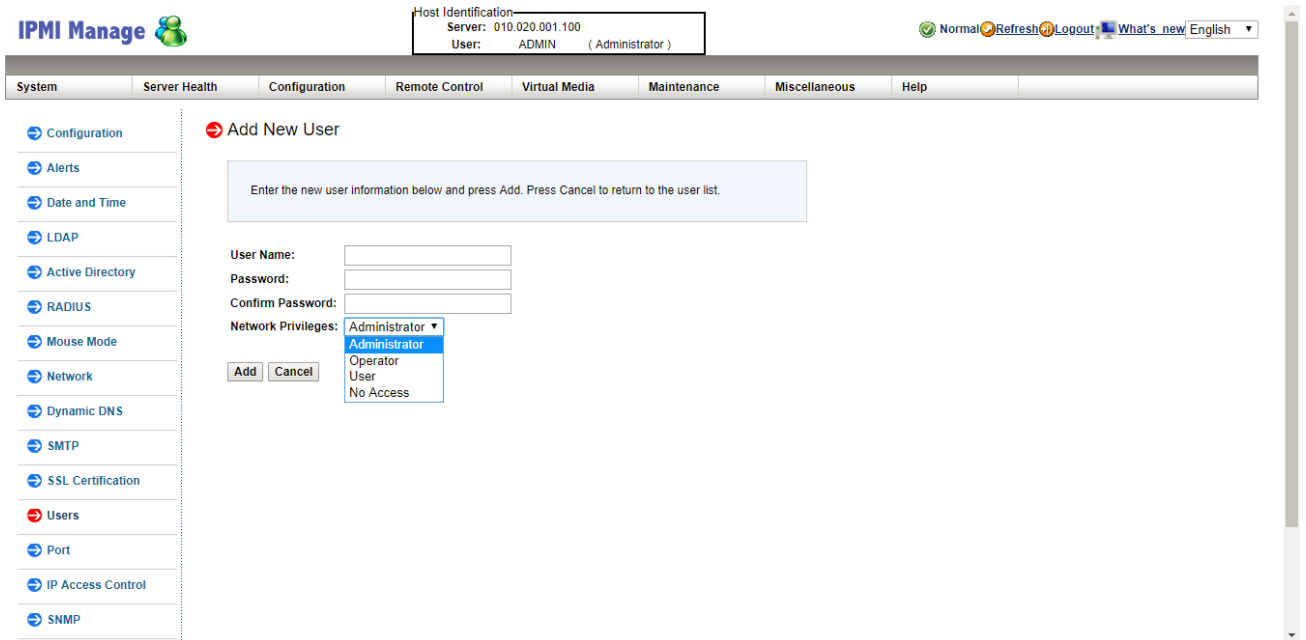 IPMI Manage
Host Identification
Server: 010.020.001.100
User: ADMIN ( Administrator )
Normal Refresh Logout What's new English
System Server Health Configuration Remote Control Virtual Media Maintenance Miscellaneous Help
Configuration
Alerts
Date and Time
LDAP
Active Directory
RADIUS
Mouse Mode
Network
Dynamic DNS
SMTP
SSL Certification
Users
Port
IP Access Control
SNMP
Add New User
Enter the new user information below and press Add. Press Cancel to return to the user list.
User Name:
Password:
Confirm Password:
Network Privileges: Administrator
Administrator
Operator
User
No Access
Add Cancel